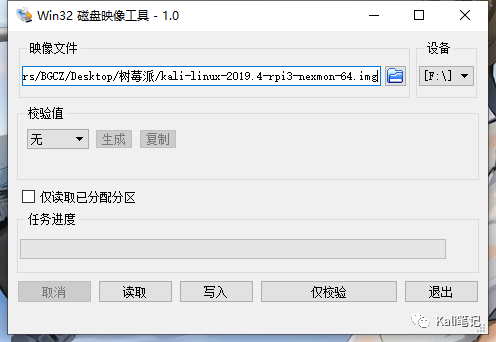 Win32 磁盘映像工具 - 1.0
映像文件
设备
rs/BGCZ/Desktop/树莓派/kali-linux-2019.4-rpi3-nexmon-64.img
[F:\]
校验值
无
生成
复制
仅读取已分配分区
任务进度
取消
读取
写入
仅校验
退出
Kali笔记